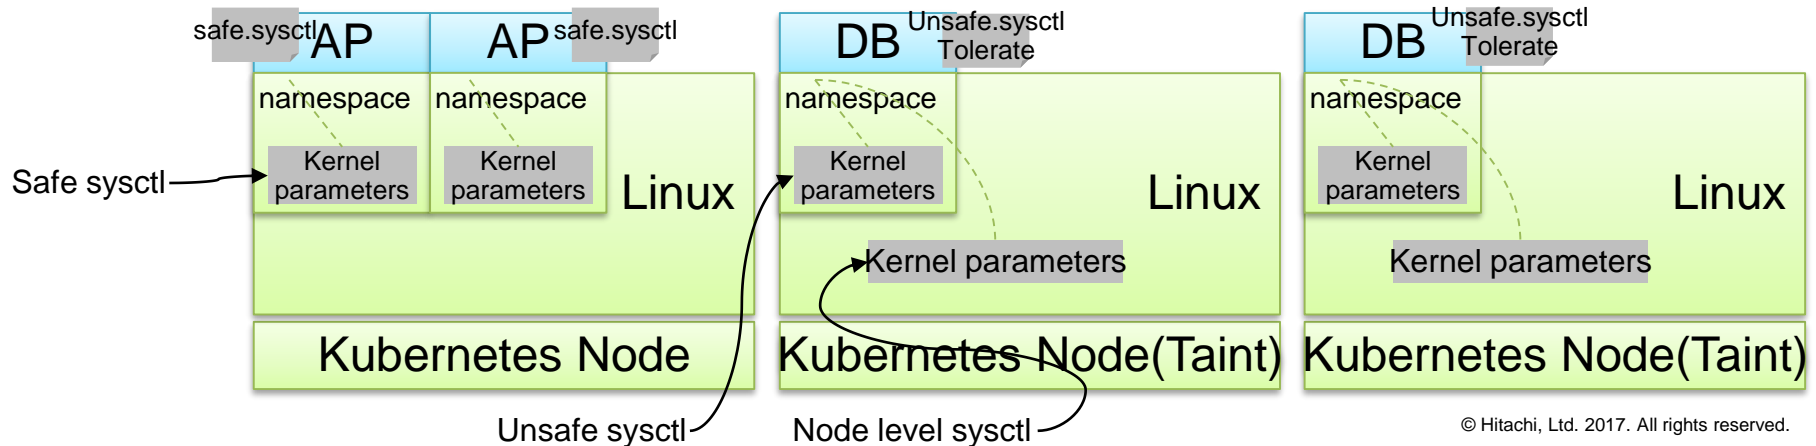 safe.sysctl
AP
AP
safe.sysctl
DB
Unsafe.sysctl
Tolerate
DB
Unsafe.sysctl
Tolerate
namespace
namespace
namespace
namespace
Safe sysctl
Kernel
parameters
Kernel
parameters
Linux
Kernel
parameters
Linux
Kernel
parameters
Linux
Kernel parameters
Kernel parameters
Kubernetes Node
Kubernetes Node(Taint)
Kubernetes Node(Taint)
Unsafe sysctl
Node level sysctl
© Hitachi, Ltd. 2017. All rights reserved.